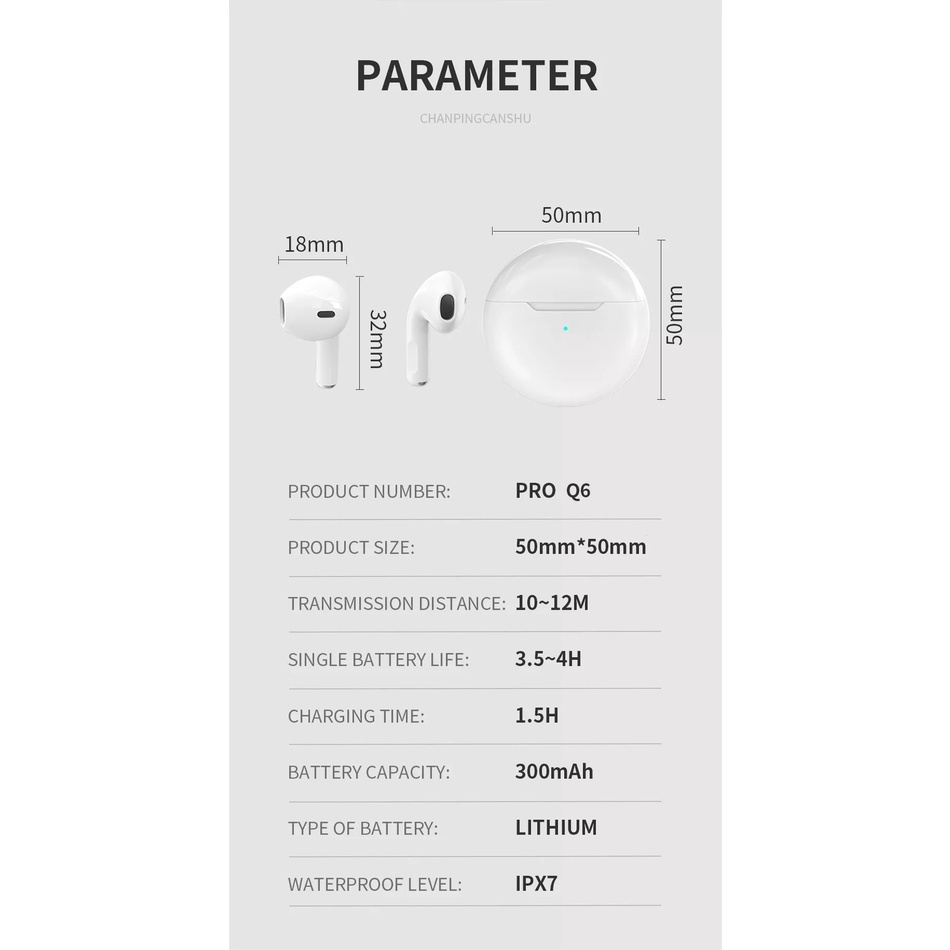 PARAMETER
CHANPINGCANSHU
50mm
18mm
32mm
50mm
PRODUCT NUMBER: PRO Q6
PRODUCT SIZE: 50mm*50mm
TRANSMISSION DISTANCE: 10~12M
SINGLE BATTERY LIFE: 3.5~4H
CHARGING TIME: 1.5H
BATTERY CAPACITY: 300mAh
TYPE OF BATTERY: LITHIUM
WATERPROOF LEVEL: IPX7